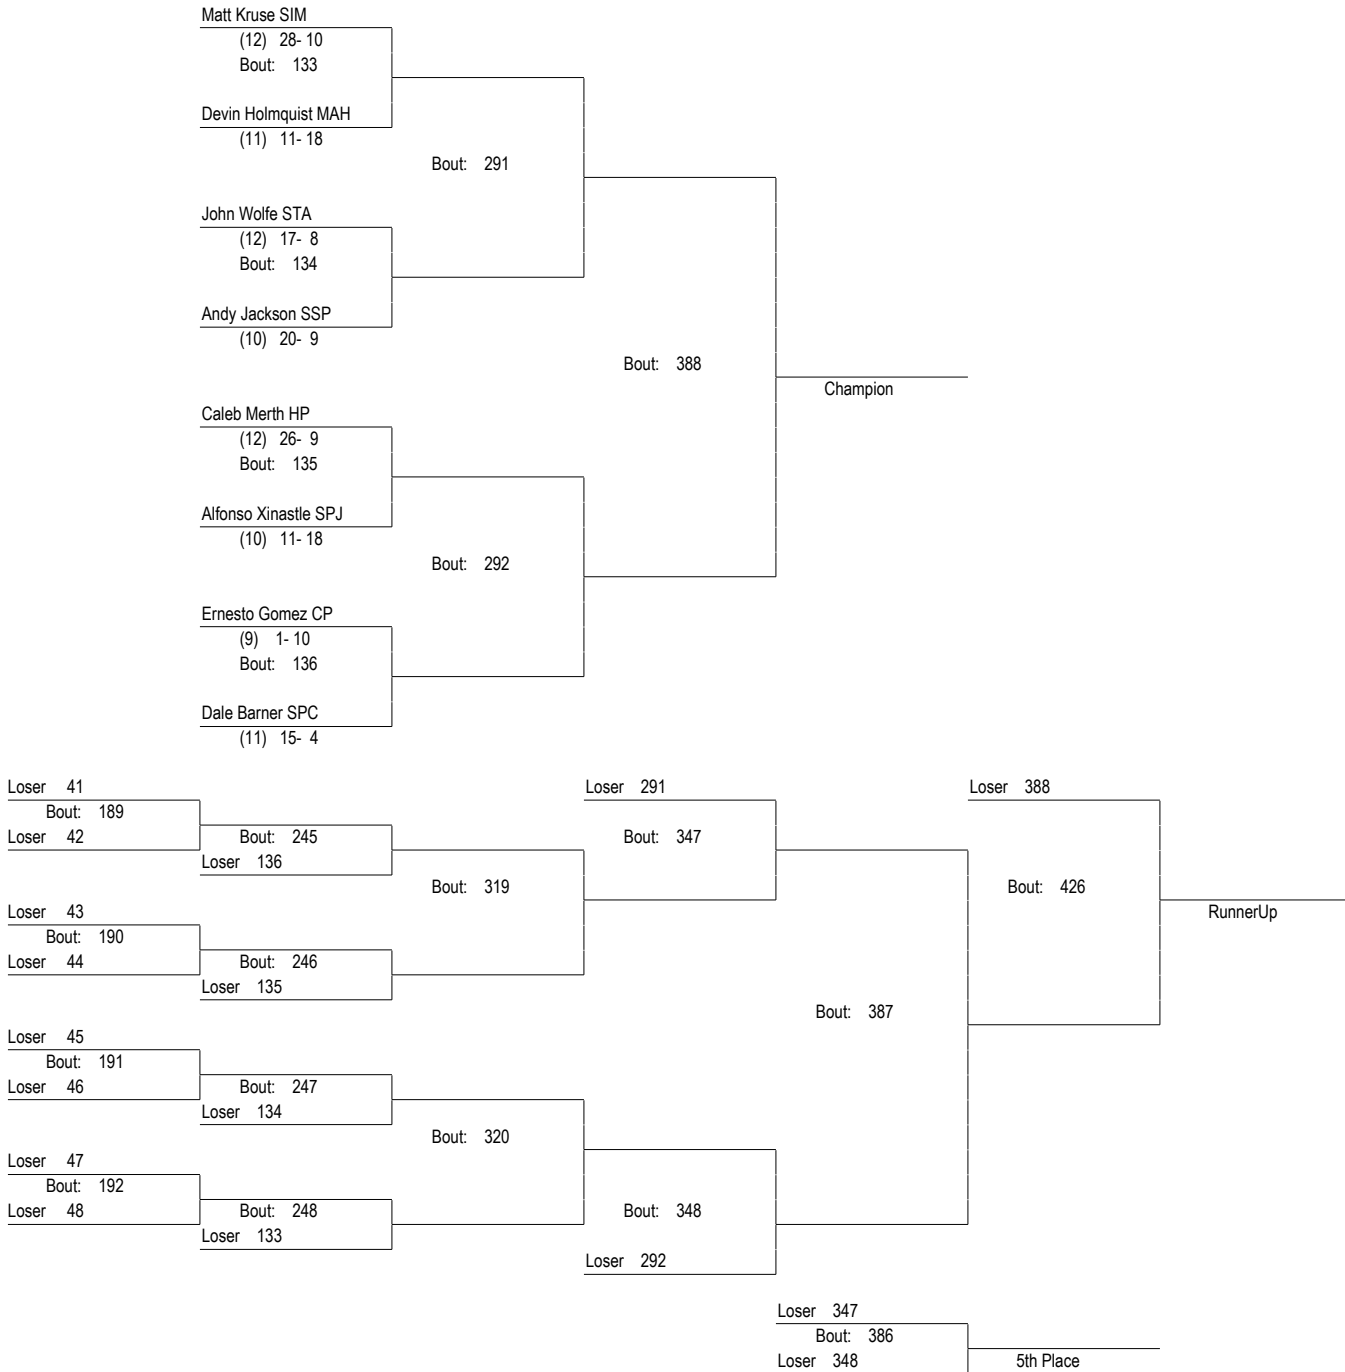 Matt Kruse SIM
(12) 28- 10
Bout: 133
Devin Holmquist MAH
(11) 11- 18
Bout: 291
John Wolfe STA
(12) 17- 8
Bout: 134
Andy Jackson SSP
(10) 20- 9
Bout: 388
Champion
Caleb Merth HP
(12) 26- 9
Bout: 135
Alfonso Xinastle SPJ
(10) 11- 18
Bout: 292
Ernesto Gomez CP
(9) 1- 10
Bout: 136
Dale Barner SPC
(11) 15- 4
Loser 41
Bout: 189
Loser 42
Bout: 245
Loser 136
Bout: 319
Loser 43
Bout: 190
Loser 44
Bout: 246
Loser 135
Loser 45
Bout: 191
Loser 46
Bout: 247
Loser 134
Bout: 320
Loser 47
Bout: 192
Loser 48
Bout: 248
Loser 133
Loser 291
Bout: 347
Bout: 348
Loser 292
Bout: 387
Loser 388
Bout: 426
RunnerUp
Loser 347
Bout: 386
Loser 348
5th Place